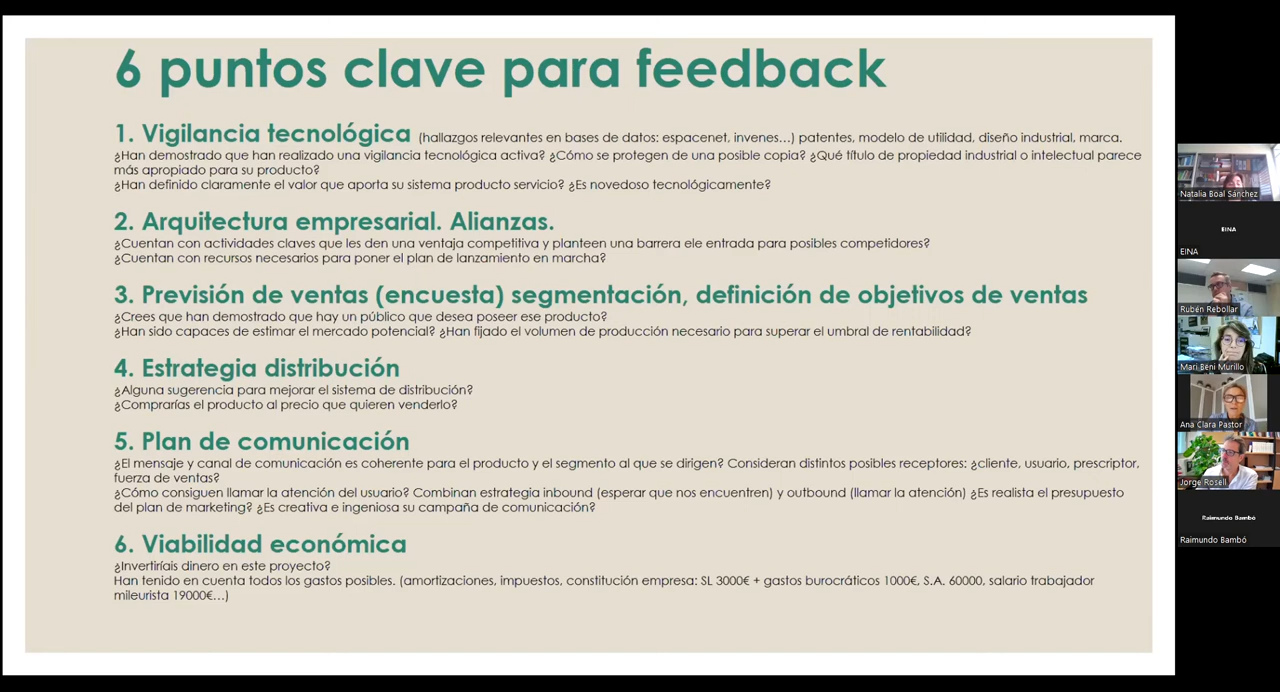 6 puntos clave para feedback
1. Vigilancia tecnológica (hallazgos relevantes en bases de datos: espacenet, invenes...) patentes, modelo de utilidad, diseño industrial, marca.
¿Han demostrado que han realizado una vigilancia tecnológica activa? ¿Cómo se protegen de una posible copia? ¿Qué título de propiedad industrial o intelectual parece
más apropiado para su producto?
¿Han definido claramente el valor que aporta su sistema producto servicio? ¿Es novedoso tecnológicamente?
2. Arquitectura empresarial. Alianzas.
¿Cuentan con actividades claves que les den una ventaja competitiva y planteen una barrera ele entrada para posibles competidores?
¿Cuentan con recursos necesarios para poner el plan de lanzamiento en marcha?
3. Previsión de ventas (encuesta) segmentación, definición de objetivos de ventas
¿Crees que han demostrado que hay un público que desea poseer ese producto?
¿Han sido capaces de estimar el mercado potencial? ¿Han fijado el volumen de producción necesario para superar el umbral de rentabilidad?
4. Estrategia distribución
¿Alguna sugerencia para mejorar el sistema de distribución?
¿Comprarías el producto al precio que quieren venderlo?
5. Plan de comunicación
¿El mensaje y canal de comunicación es coherente para el producto y el segmento al que se dirigen? Consideran distintos posibles receptores: ¿cliente, usuario, prescriptor,
fuerza de ventas?
¿Cómo consiguen llamar la atención del usuario? Combinan estrategia inbound (esperar que nos encuentren) y outbound (llamar la atención) ¿Es realista el presupuesto
del plan de marketing? ¿Es creativa e ingeniosa su campaña de comunicación?
6. Viabilidad económica
¿Invertiríais dinero en este proyecto?
Han tenido en cuenta todos los gastos posibles. (amortizaciones, impuestos, constitución empresa: SL 3000€ + gastos burocráticos 1000€, S.A. 60000, salario trabajador
mileurista 19000€...)
Natalia Boal Sánchez
EINA
EINA
Rubén Rebollar
Mari Beni Murillo
Ana Clara Pastor
Jorge Rosell
Raimundo Bambó
Raimundo Bambó